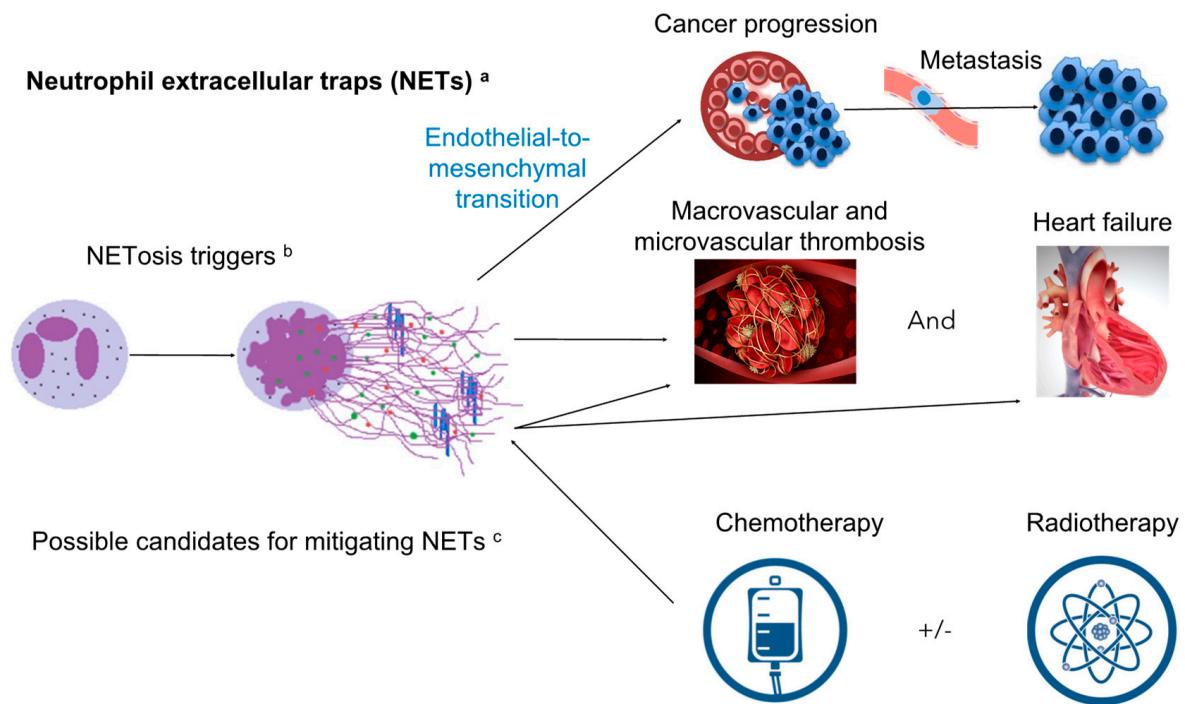 Cancer progression
Metastasis
Neutrophil extracellular traps (NETs) a
Endothelial-to-
mesenchymal
transition
Macrovascular and
microvascular thrombosis
Heart failure
NETosis triggers b
And
Possible candidates for mitigating NETs c
Chemotherapy
Radiotherapy
+/-